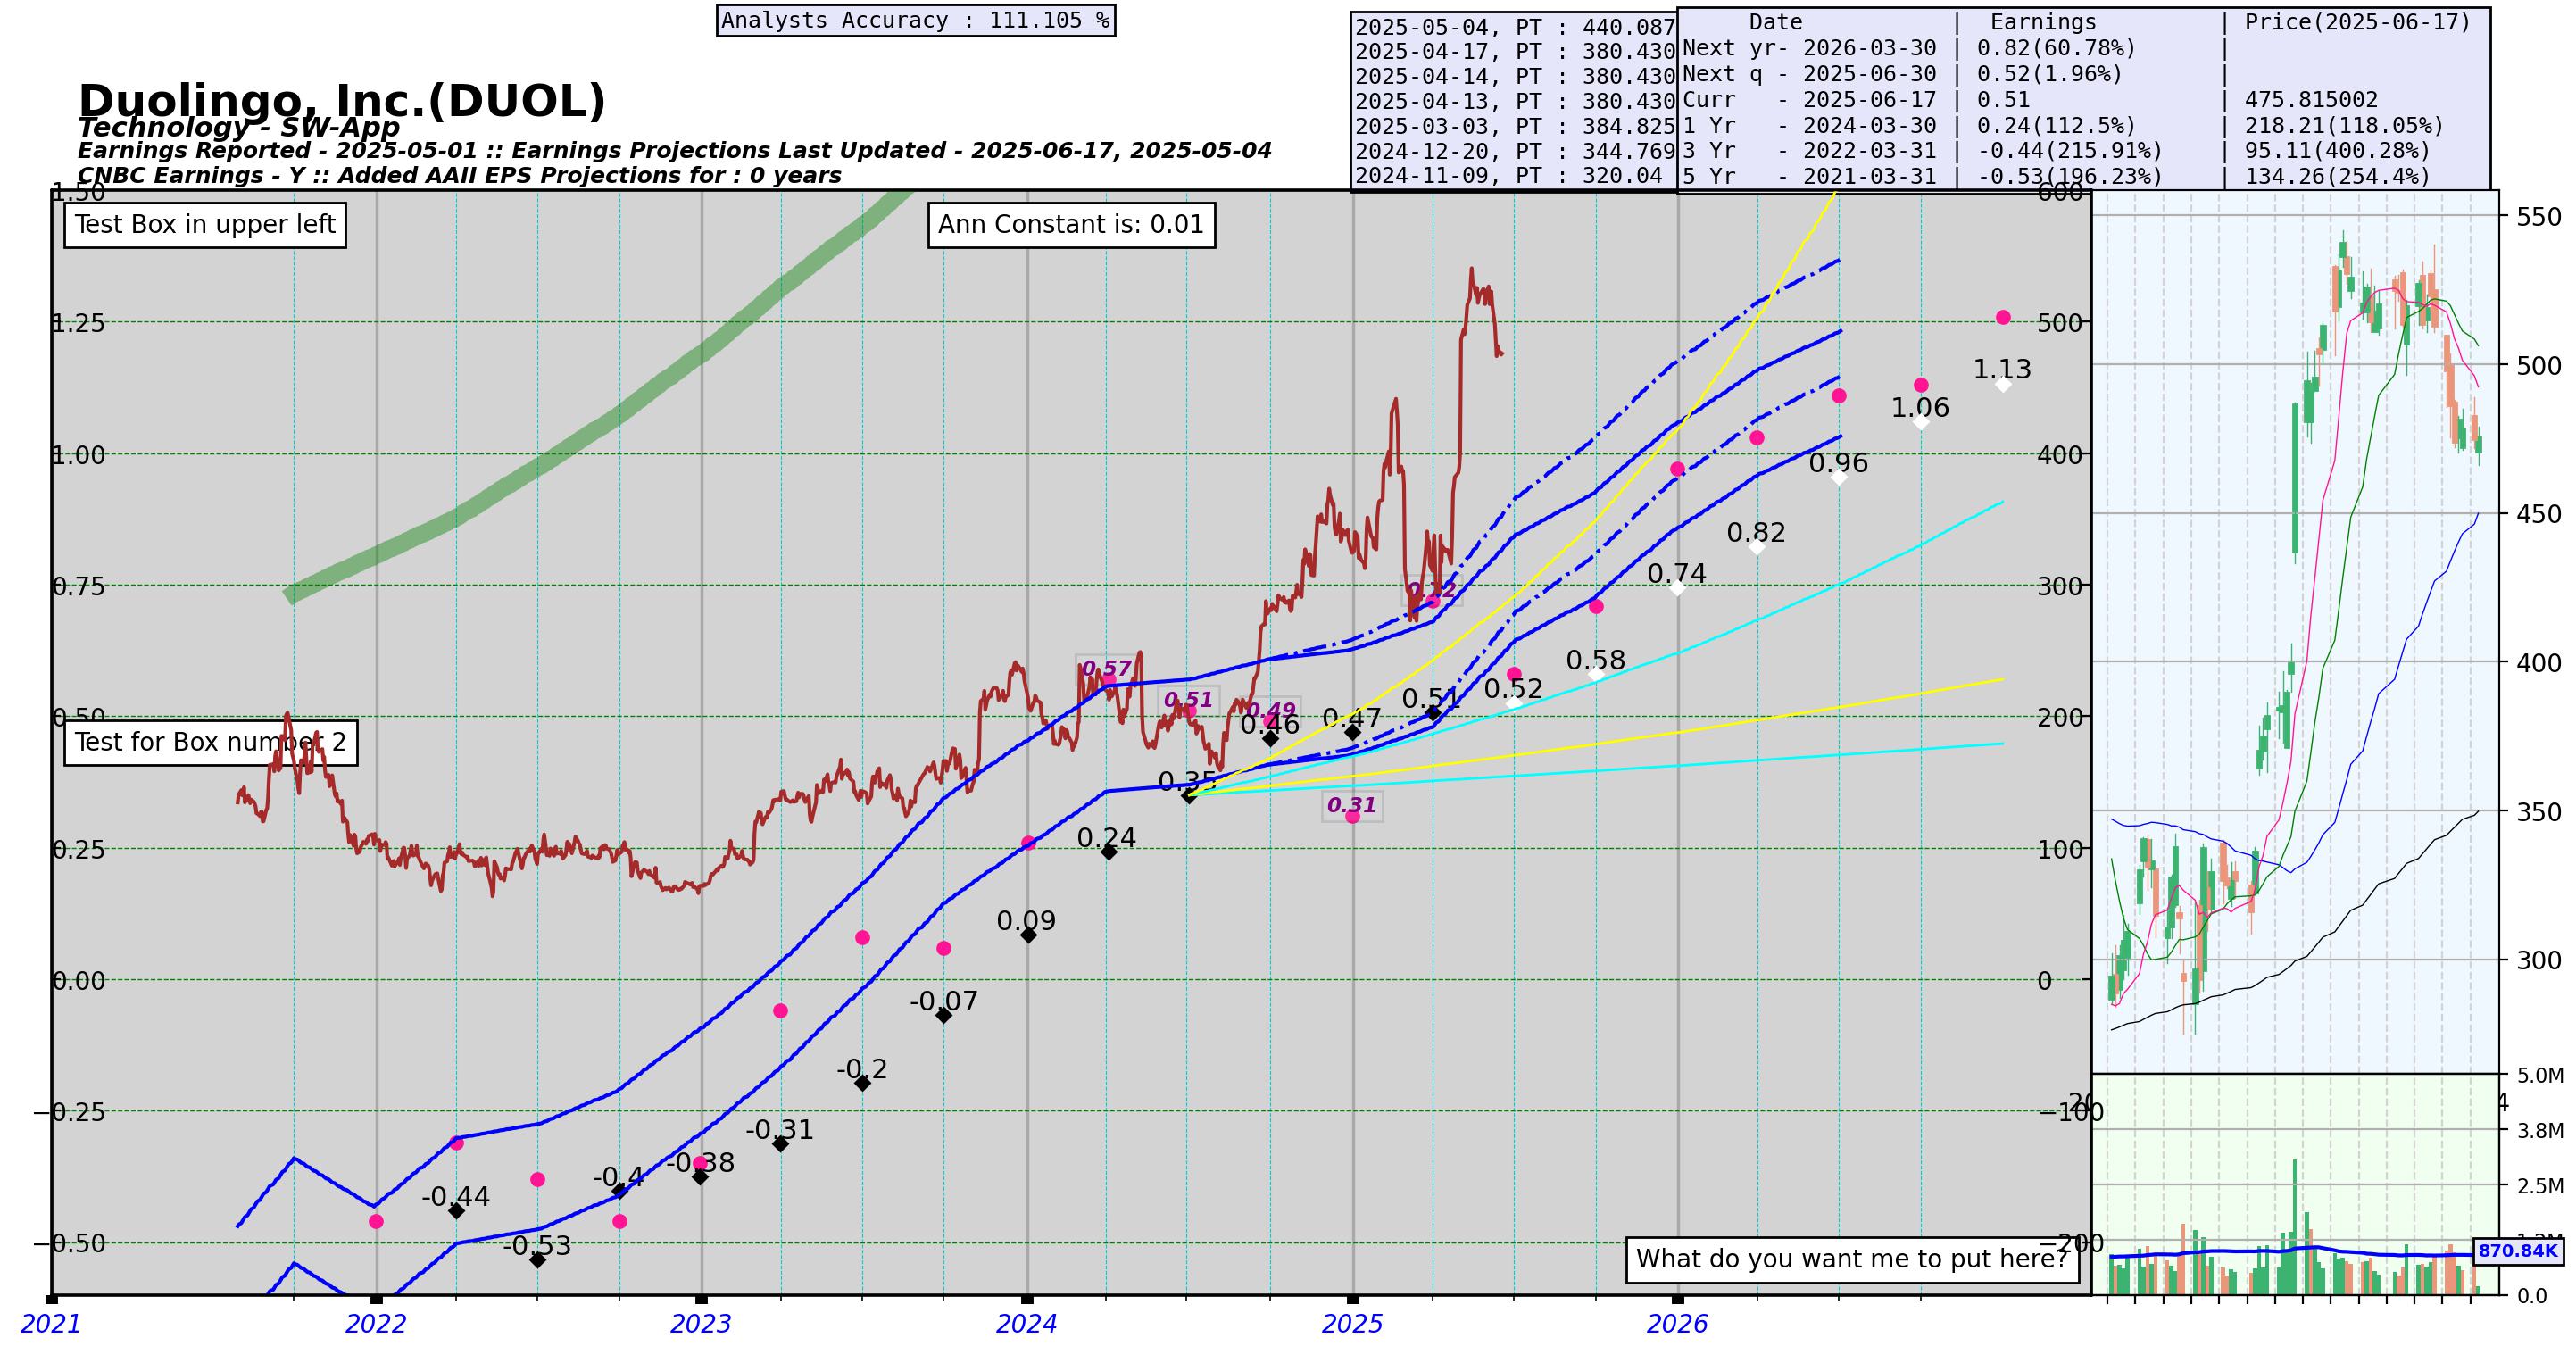 Analysts Accuracy : 111.105 %
2025-05-04, PT : 440.087
2025-04-17, PT : 380.430
2025-04-14, PT : 380.430
2025-04-13, PT : 380.430
2025-03-03, PT : 384.825
2024-12-20, PT : 344.769
2024-11-09, PT : 320.04
Date | Earnings | Price(2025-06-17)
Next yr- 2026-03-30 | 0.82(60.78%) |
Next q - 2025-06-30 | 0.52(1.96%) |
Curr - 2025-06-17 | 0.51 | 475.815002
1 Yr - 2024-03-30 | 0.24(112.5%) | 218.21(118.05%)
3 Yr - 2022-03-31 | -0.44(215.91%) | 95.11(400.28%)
5 Yr - 2021-03-31 | -0.53(196.23%) | 134.26(254.4%)
Duolingo, Inc.(DUOL)
Technology - SW-App
Earnings Reported - 2025-05-01 :: Earnings Projections Last Updated - 2025-06-17, 2025-05-04
CNBC Earnings - Y :: Added AAII EPS Projections for : 0 years
Test Box in upper left
Ann Constant is: 0.01
Test for Box number 2
What do you want me to put here?
1.50
1.25
1.00
0.75
0.50
0.25
0.00
−0.25
−0.50
600
500
400
300
200
100
0
−100
−200
-0.44
-0.53
-0.4
-0.38
-0.31
-0.2
-0.07
0.09
0.24
0.35
0.46
0.47
0.51
0.52
0.58
0.74
0.82
0.96
1.06
1.13
0.57
0.51
0.49
0.31
0.72
2021
2022
2023
2024
2025
2026
550
500
450
400
350
300
5.0M
3.8M
2.5M
870.84K
0.0